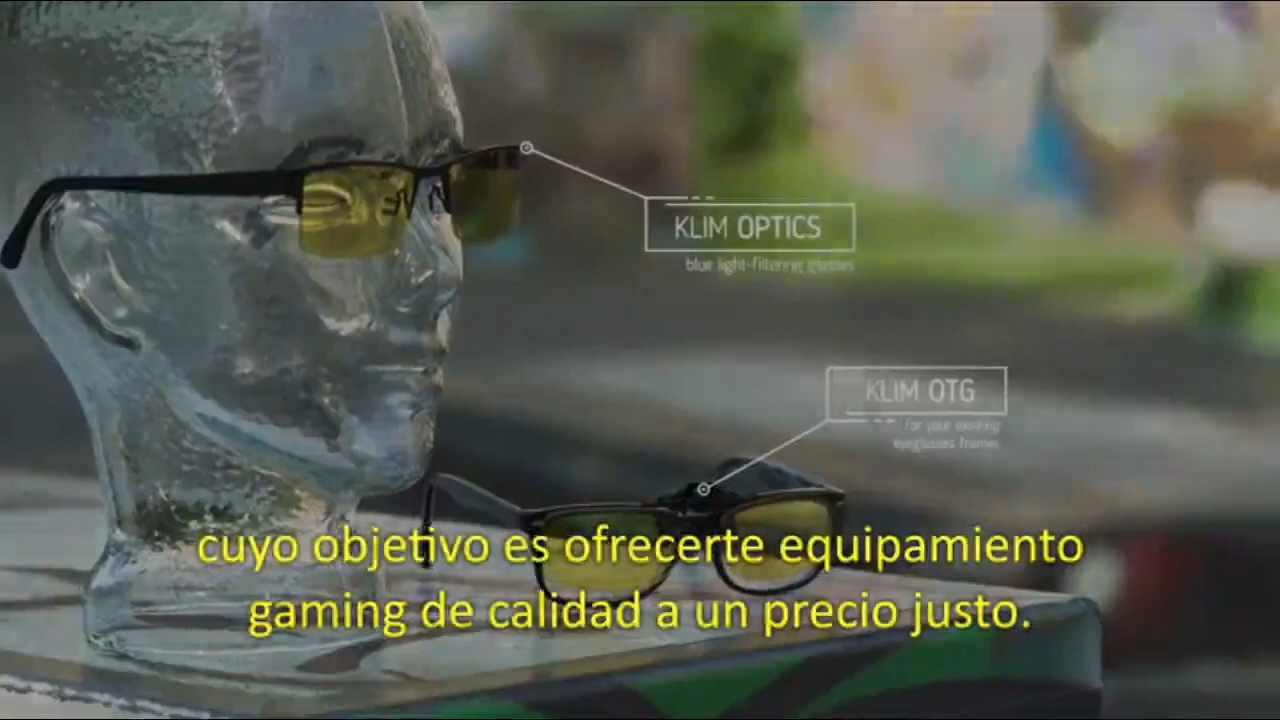 KLIM OPTICS
blue light-filtering glasses
KLIM OTG
for your existing
eyeglasses frames
cuyo objetivo es ofrecerte equipamiento
gaming de calidad a un precio justo.